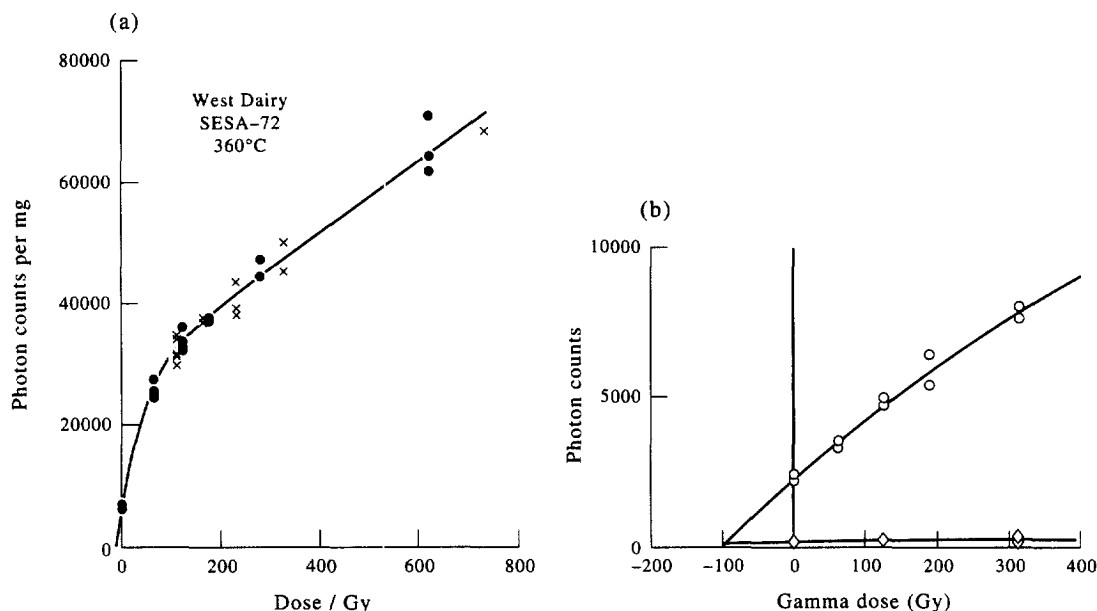 (a)
80000
60000
40000
20000
0
Photon counts per mg
West Dairy
SESA-72
360°C
0 200 400 600 800
Dose / Gy
(b)
10000
5000
0
Photon counts
-200 -100 0 100 200 300 400
Gamma dose (Gy)